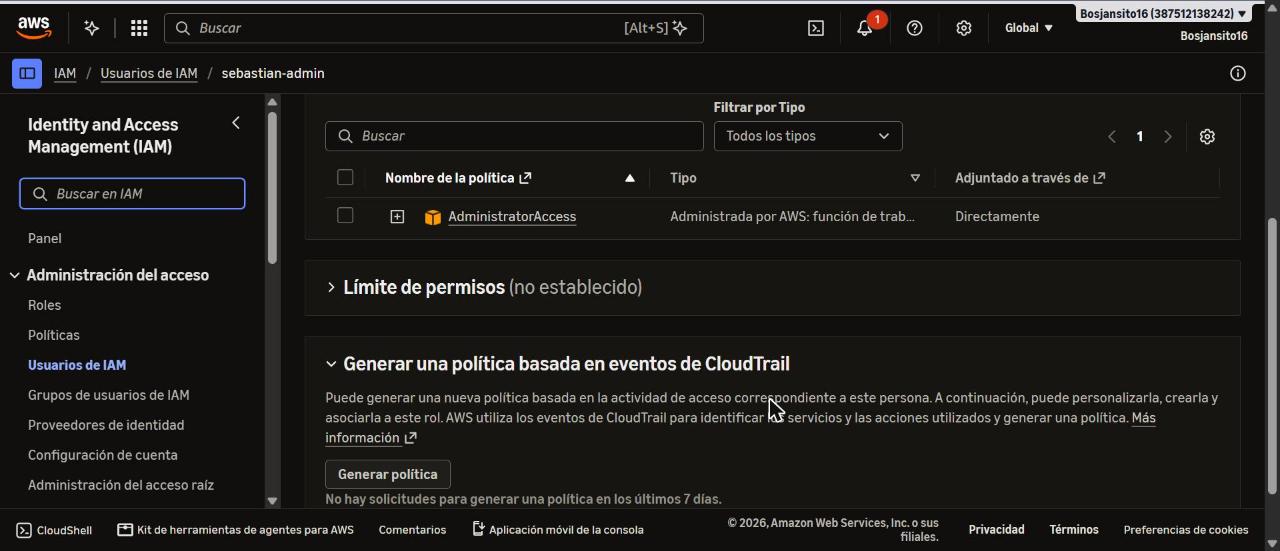 aws
Buscar
[Alt+S]
1
Global
Bosjansito16 (387512138242)
Bosjansito16
IAM / Usuarios de IAM / sebastian-admin
Identity and Access
Management (IAM)
Buscar en IAM
Panel
Administración del acceso
Roles
Políticas
Usuarios de IAM
Grupos de usuarios de IAM
Proveedores de identidad
Configuración de cuenta
Administración del acceso raíz
Filtrar por Tipo
Buscar
Todos los tipos
1
Nombre de la política
Tipo
Adjuntado a través de
AdministratorAccess
Administrada por AWS: función de trab...
Directamente
Límite de permisos (no establecido)
Generar una política basada en eventos de CloudTrail
Puede generar una nueva política basada en la actividad de acceso correspondiente a este persona. A continuación, puede personalizarla, crearla y
asociarla a este rol. AWS utiliza los eventos de CloudTrail para identificar los servicios y las acciones utilizados y generar una política. Más
información
Generar política
No hay solicitudes para generar una política en los últimos 7 días.
CloudShell
Kit de herramientas de agentes para AWS
Comentarios
Aplicación móvil de la consola
© 2026, Amazon Web Services, Inc. o sus
filiales.
Privacidad
Términos
Preferencias de cookies